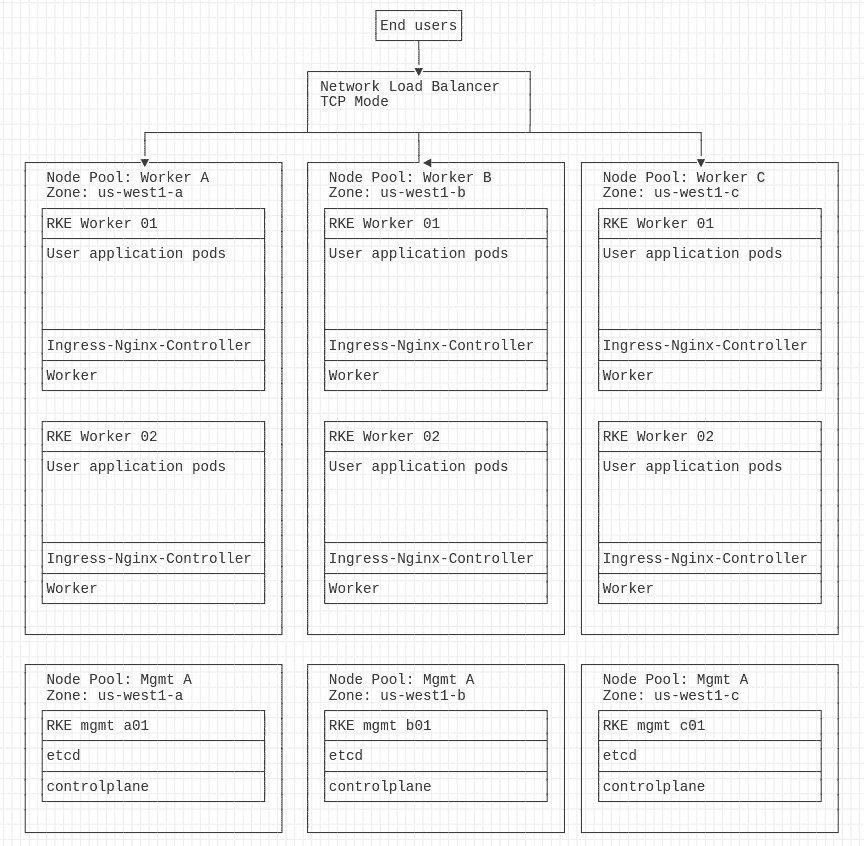 End users
Network Load Balancer
TCP Mode
Node Pool: Worker A
Zone: us-west1-a
RKE Worker 01
User application pods
Ingress-Nginx-Controller
Worker
RKE Worker 02
User application pods
Ingress-Nginx-Controller
Worker
Node Pool: Worker B
Zone: us-west1-b
RKE Worker 01
User application pods
Ingress-Nginx-Controller
Worker
RKE Worker 02
User application pods
Ingress-Nginx-Controller
Worker
Node Pool: Worker C
Zone: us-west1-c
RKE Worker 01
User application pods
Ingress-Nginx-Controller
Worker
RKE Worker 02
User application pods
Ingress-Nginx-Controller
Worker
Node Pool: Mgmt A
Zone: us-west1-a
RKE mgmt a01
etcd
controlplane
Node Pool: Mgmt A
Zone: us-west1-b
RKE mgmt b01
etcd
controlplane
Node Pool: Mgmt A
Zone: us-west1-c
RKE mgmt c01
etcd
controlplane